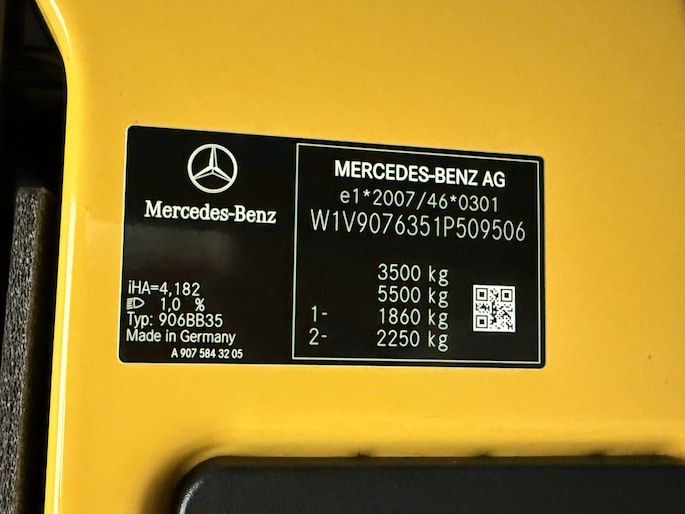 Mercedes-Benz
iHA=4,182
1,0 %
Typ: 906BB35
Made in Germany
A 907 584 32 05
MERCEDES-BENZ AG
e1*2007/46*0301
W1V9076351P509506
3500 kg
5500 kg
1- 1860 kg
2- 2250 kg